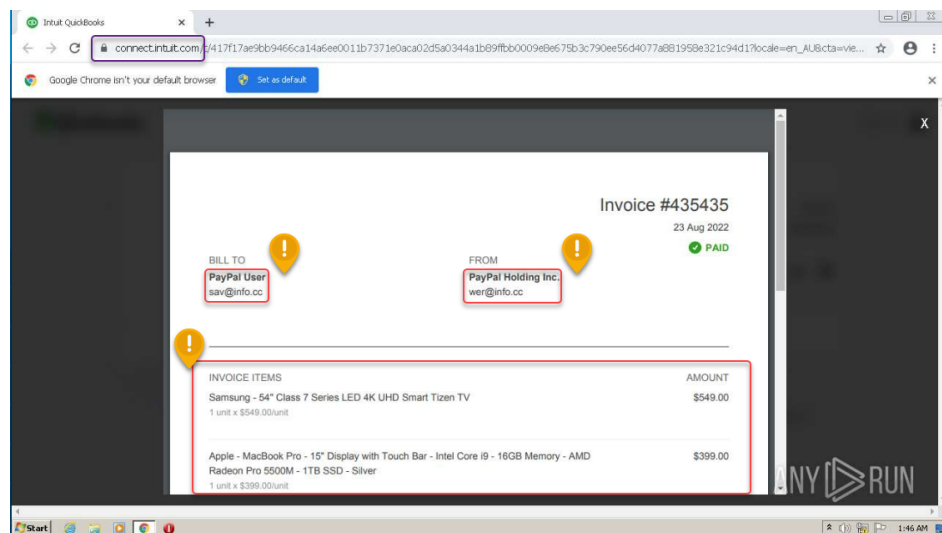 Intuit QuickBooks
connect.intuit.com/t/417f17ae9bb9466ca14a6ee0011b7371e0aca02d5a0344a1b89ffbb0009e8e675b3c790ee56d4077a881958e321c94d1?locale=en_AU&cta=vie...
Google Chrome isn't your default browser
Set as default
X
Invoice #435435
23 Aug 2022
PAID
BILL TO
FROM
PayPal User
PayPal Holding Inc.
sav@info.cc
wer@info.cc
INVOICE ITEMS
AMOUNT
Samsung - 54" Class 7 Series LED 4K UHD Smart Tizen TV
$549.00
1 unit x $549.00/unit
Apple - MacBook Pro - 15" Display with Touch Bar - Intel Core i9 - 16GB Memory - AMD
$399.00
Radeon Pro 5500M - 1TB SSD - Silver
1 unit x $399.00/unit
ANY RUN
Start
1:46 AM